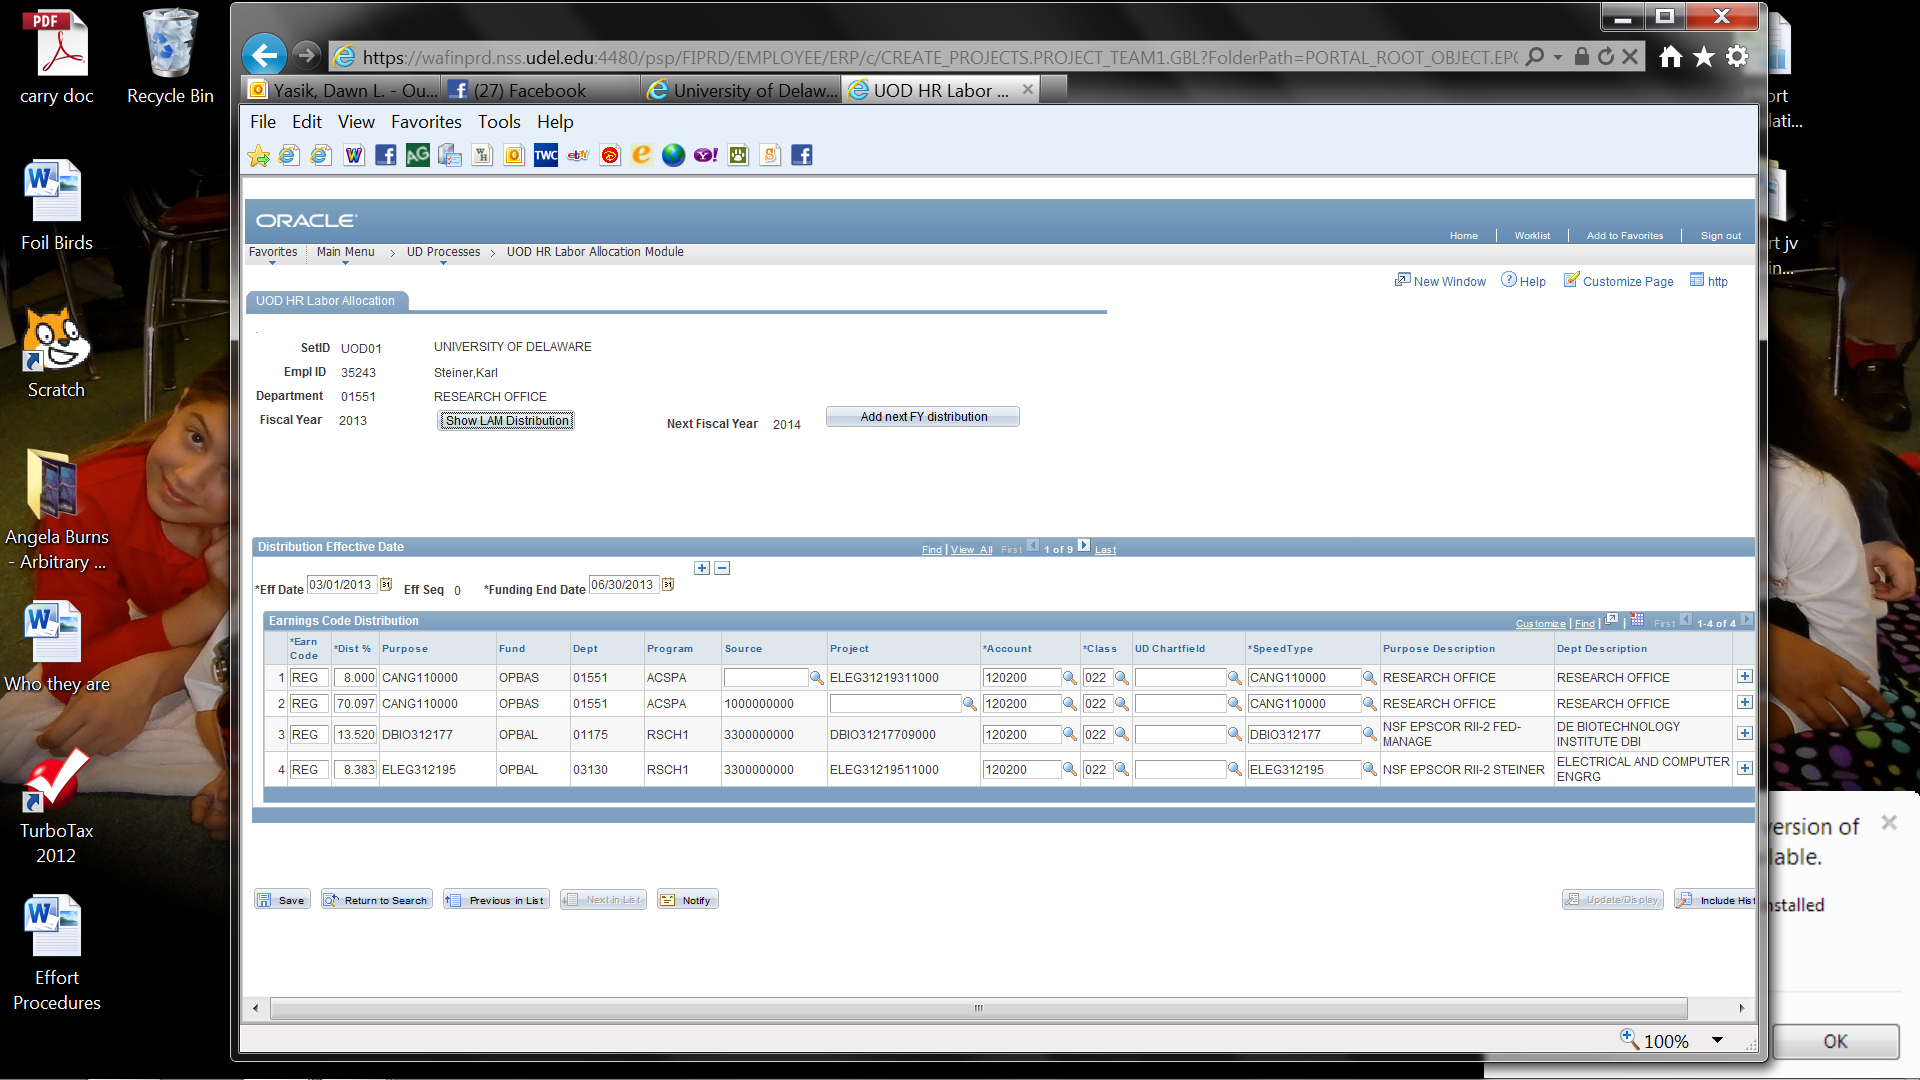 carry doc
Recycle Bin
Foil Birds
Scratch
Angela Burns
- Arbitrary ...
Who they are
TurboTax
2012
Effort
Procedures
https://wafinprd.nss.udel.edu:4480/psp/FIPRD/EMPLOYEE/ERP/c/CREATE_PROJECTS.PROJECT_TEAM1.GBL?FolderPath=PORTAL_ROOT_OBJECT.EPC
Yasik, Dawn L. - Ou... (27) Facebook University of Delaw... UOD HR Labor ...
File Edit View Favorites Tools Help
ORACLE
Home Worklist Add to Favorites Sign out
Favorites Main Menu > UD Processes > UOD HR Labor Allocation Module
New Window Help Customize Page http
UOD HR Labor Allocation
SetID UOD01 UNIVERSITY OF DELAWARE
Empl ID 35243 Steiner,Karl
Department 01551 RESEARCH OFFICE
Fiscal Year 2013 Show LAM Distribution Next Fiscal Year 2014 Add next FY distribution
Distribution Effective Date Find | View All First 1 of 9 Last
*Eff Date 03/01/2013 Eff Seq 0 *Funding End Date 06/30/2013
Earnings Code Distribution Customize | Find | First 1-4 of 4
*Earn Code *Dist % Purpose Fund Dept Program Source Project *Account *Class UD Chartfield *SpeedType Purpose Description Dept Description
1 REG 8.000 CANG110000 OPBAS 01551 ACSPA ELEG31219311000 120200 022 CANG110000 RESEARCH OFFICE RESEARCH OFFICE
2 REG 70.097 CANG110000 OPBAS 01551 ACSPA 1000000000 120200 022 CANG110000 RESEARCH OFFICE RESEARCH OFFICE
3 REG 13.520 DBIO312177 OPBAL 01175 RSCH1 3300000000 DBIO31217709000 120200 022 DBIO312177 NSF EPSCOR RII-2 FED-MANAGE DE BIOTECHNOLOGY INSTITUTE DBI
4 REG 8.383 ELEG312195 OPBAL 03130 RSCH1 3300000000 ELEG31219511000 120200 022 ELEG312195 NSF EPSCOR RII-2 STEINER ELECTRICAL AND COMPUTER ENGRG
Save Return to Search Previous in List Next in List Notify Update/Display Include Hist
100%
version of
lable.
nstalled
OK